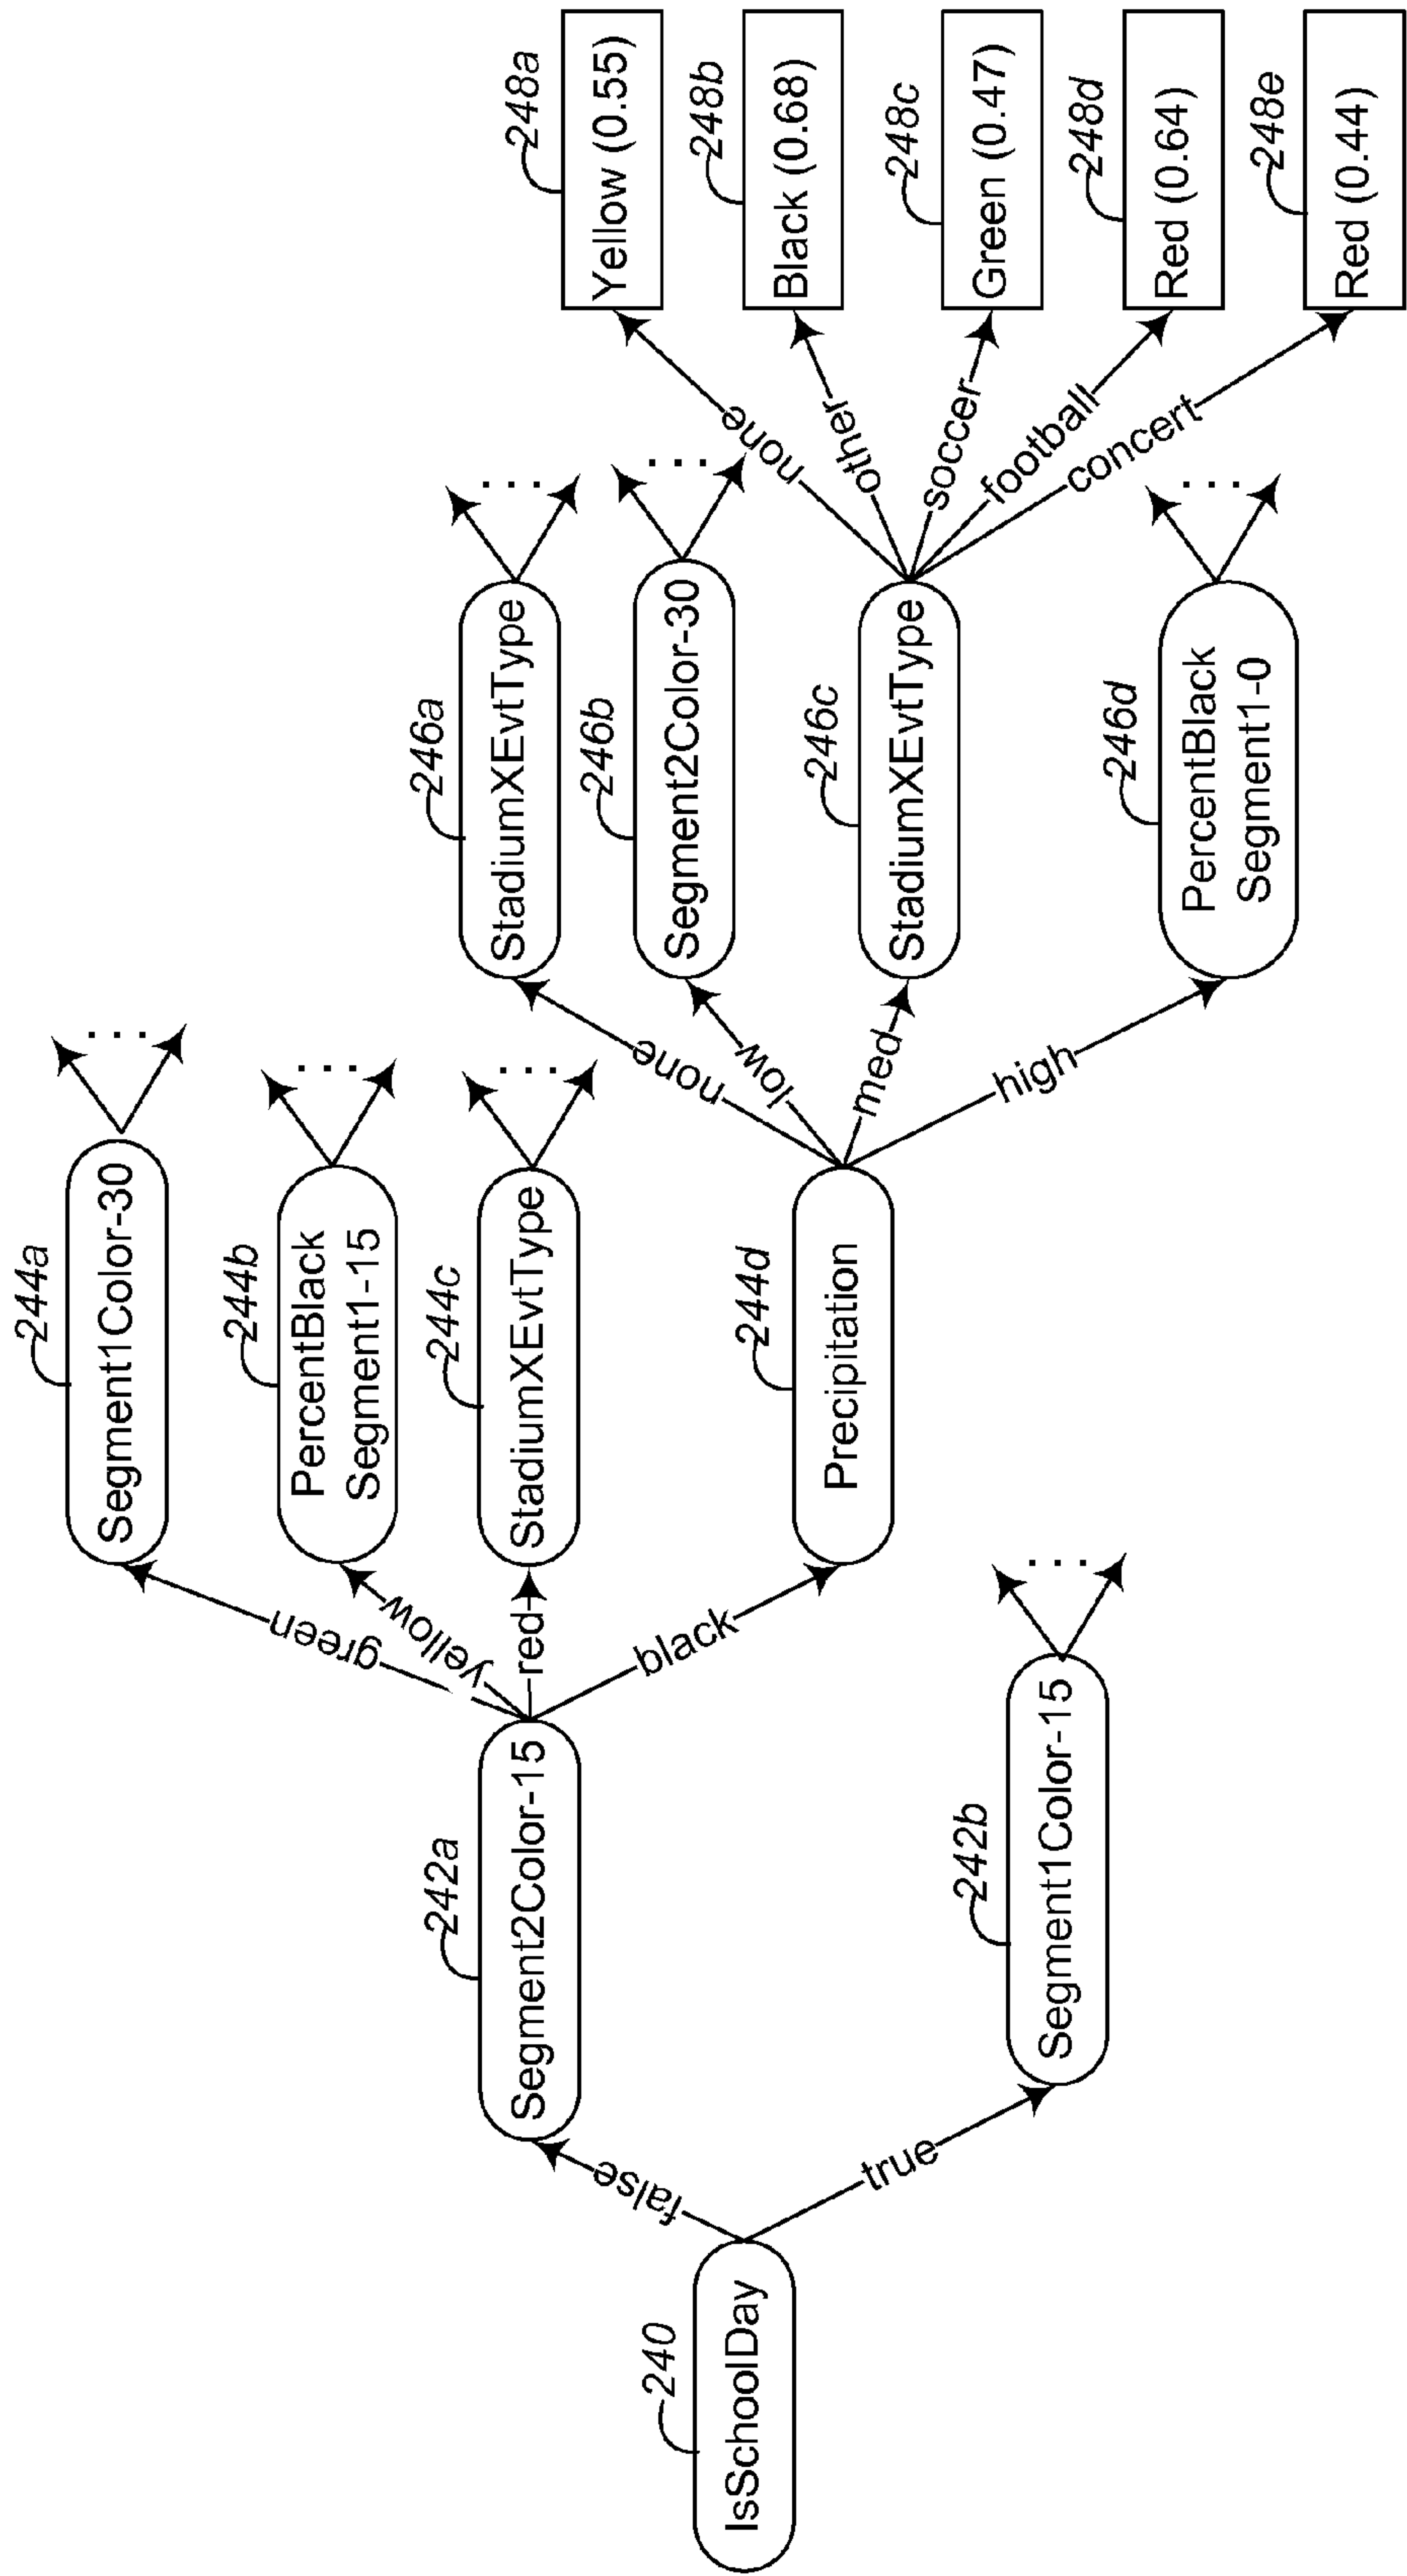 240
IsSchoolDay
false
true
242a
Segment2Color-15
242b
Segment1Color-15
green
yellow
red
black
244a
Segment1Color-30
...
244b
PercentBlack
Segment1-15
...
244c
StadiumXEvtType
...
244d
Precipitation
...
none
low
med
high
246a
StadiumXEvtType
...
246b
Segment2Color-30
...
246c
StadiumXEvtType
246d
PercentBlack
Segment1-0
...
none
other
soccer
football
concert
248a
Yellow (0.55)
248b
Black (0.68)
248c
Green (0.47)
248d
Red (0.64)
248e
Red (0.44)